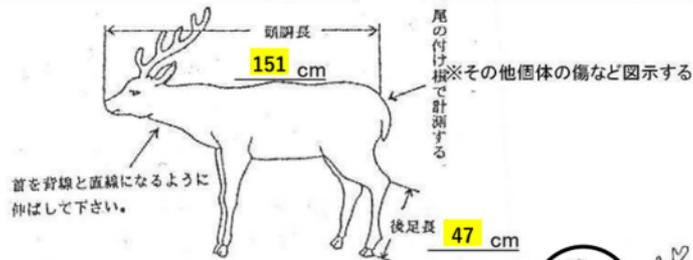 頭胴長
151 cm
尾の付け根で計測する
※その他個体の傷など図示する
首を背線と直線になるように
伸ばして下さい。
後足長 47 cm